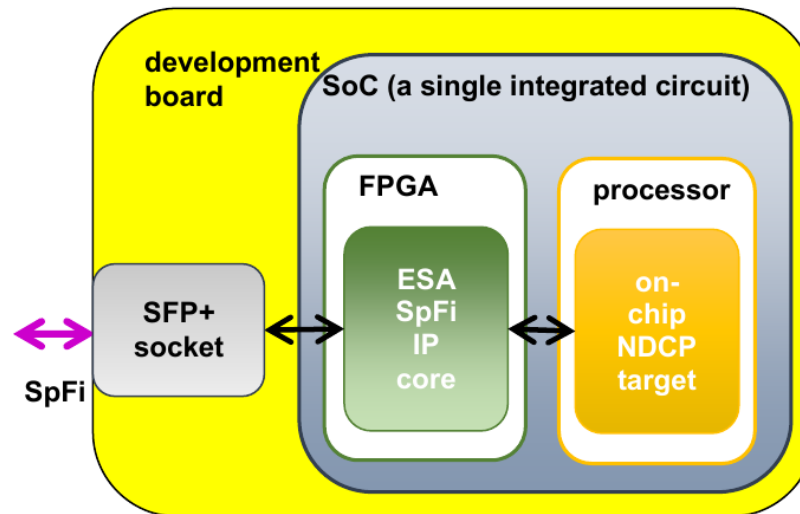 development
board
SoC (a single integrated circuit)
FPGA
processor
SFP+
socket
ESA
SpFi
IP
core
on-
chip
NDCP
target
SpFi